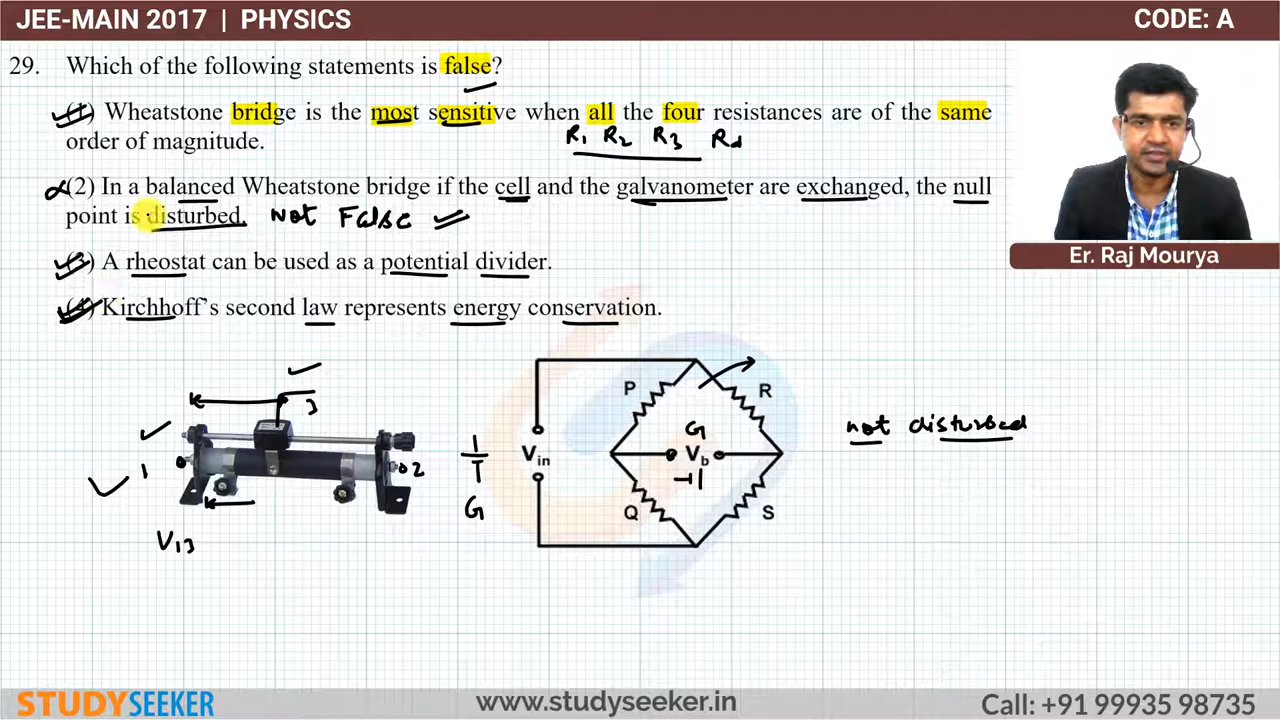 JEE-MAIN 2017 | PHYSICS
CODE: A
29. Which of the following statements is false?
(1) Wheatstone bridge is the most sensitive when all the four resistances are of the same
order of magnitude.
R1 R2 R3 R4
(2) In a balanced Wheatstone bridge if the cell and the galvanometer are exchanged, the null
point is disturbed. not False
(3) A rheostat can be used as a potential divider.
(4) Kirchhoff's second law represents energy conservation.
Er. Raj Mourya
P
R
3
G
not disturbed
Vin
Vb
1
2
Q
S
G
V13
STUDYSEEKER
www.studyseeker.in
Call: +91 99935 98735